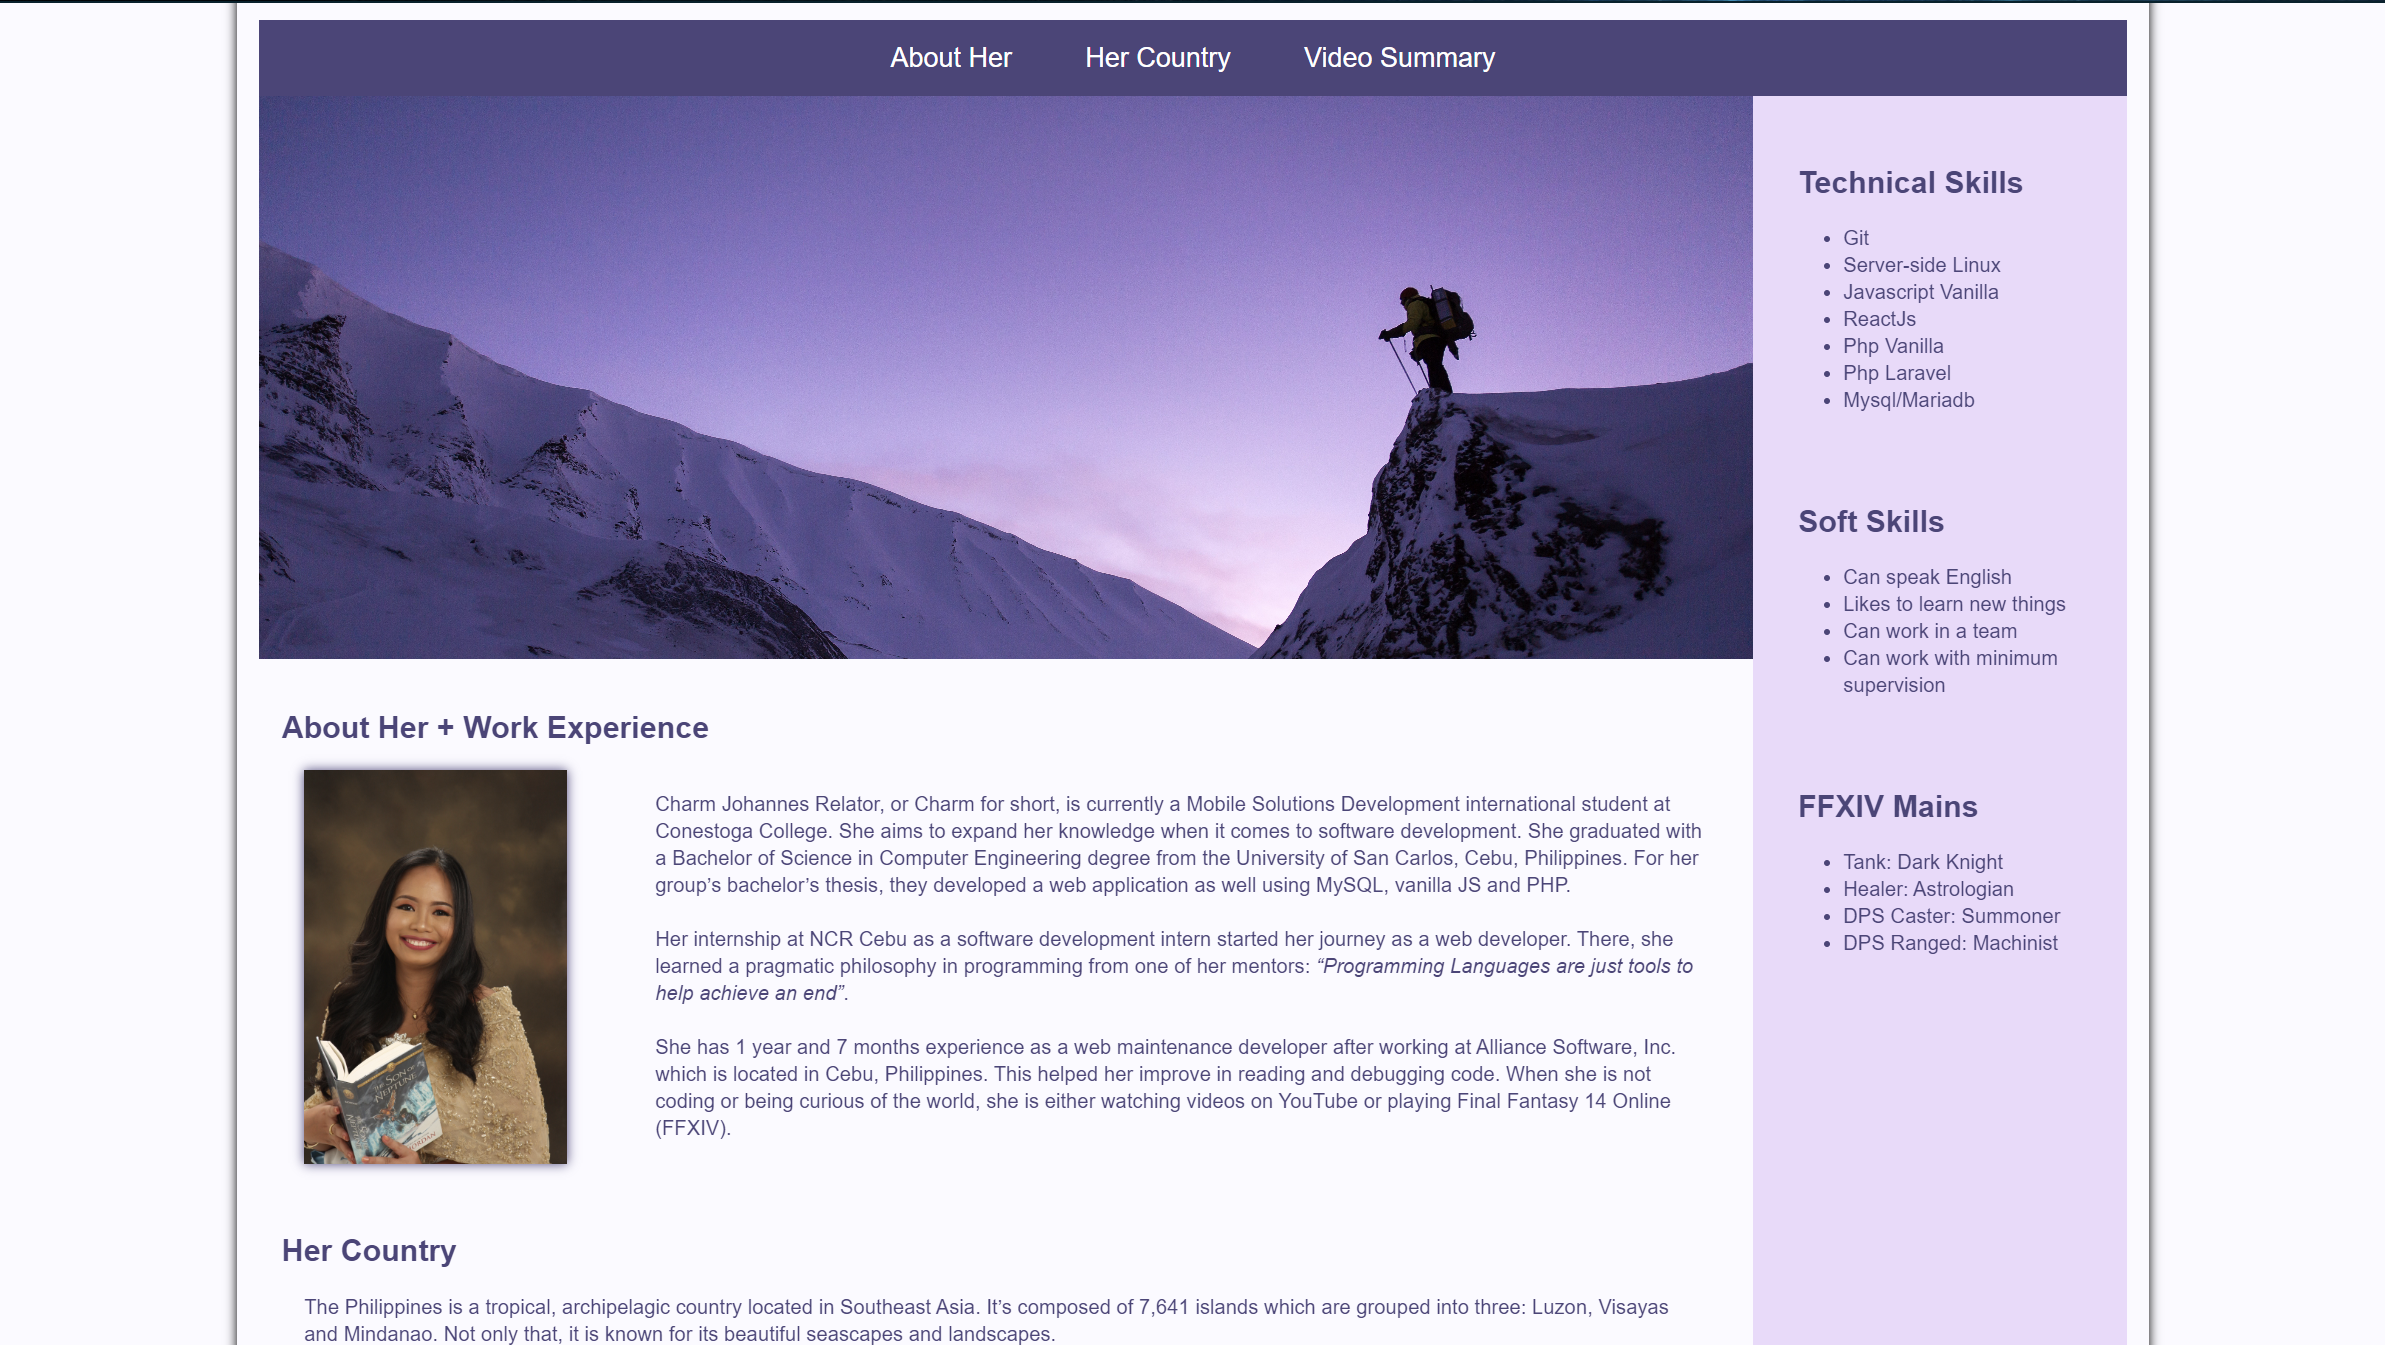 About Her
Her Country
Video Summary
Technical Skills
Git
Server-side Linux
Javascript Vanilla
ReactJs
Php Vanilla
Php Laravel
Mysql/Mariadb
Soft Skills
Can speak English
Likes to learn new things
Can work in a team
Can work with minimum
supervision
FFXIV Mains
Tank: Dark Knight
Healer: Astrologian
DPS Caster: Summoner
DPS Ranged: Machinist
About Her + Work Experience
THE SON OF
NEPTUNE
Charm Johannes Relator, or Charm for short, is currently a Mobile Solutions Development international student at
Conestoga College. She aims to expand her knowledge when it comes to software development. She graduated with
a Bachelor of Science in Computer Engineering degree from the University of San Carlos, Cebu, Philippines. For her
group’s bachelor’s thesis, they developed a web application as well using MySQL, vanilla JS and PHP.
Her internship at NCR Cebu as a software development intern started her journey as a web developer. There, she
learned a pragmatic philosophy in programming from one of her mentors: “Programming Languages are just tools to
help achieve an end”.
She has 1 year and 7 months experience as a web maintenance developer after working at Alliance Software, Inc.
which is located in Cebu, Philippines. This helped her improve in reading and debugging code. When she is not
coding or being curious of the world, she is either watching videos on YouTube or playing Final Fantasy 14 Online
(FFXIV).
Her Country
The Philippines is a tropical, archipelagic country located in Southeast Asia. It’s composed of 7,641 islands which are grouped into three: Luzon, Visayas
and Mindanao. Not only that, it is known for its beautiful seascapes and landscapes.